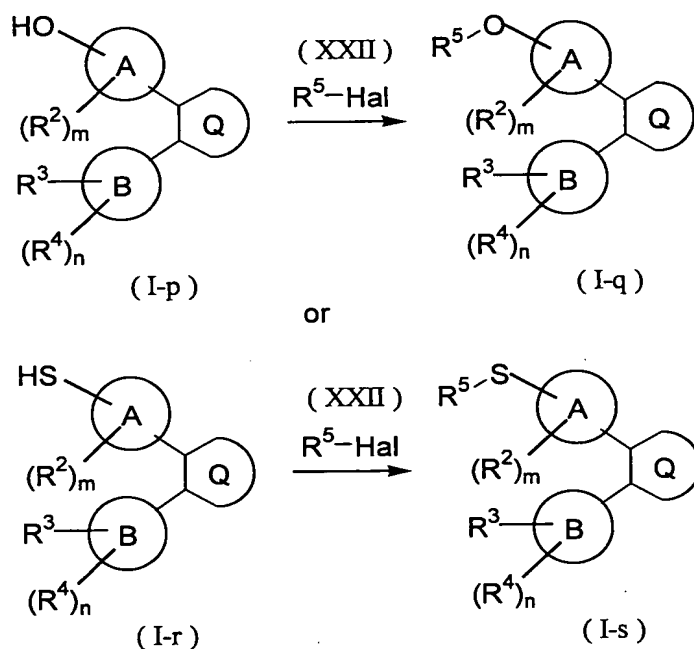 HO
A
(R²)m
Q
R³
B
(R⁴)n
(I-p)
(XXII)
R⁵-Hal
R⁵-O
A
(R²)m
Q
R³
B
(R⁴)n
(I-q)
or
HS
A
(R²)m
Q
R³
B
(R⁴)n
(I-r)
(XXII)
R⁵-Hal
R⁵-S
A
(R²)m
Q
R³
B
(R⁴)n
(I-s)